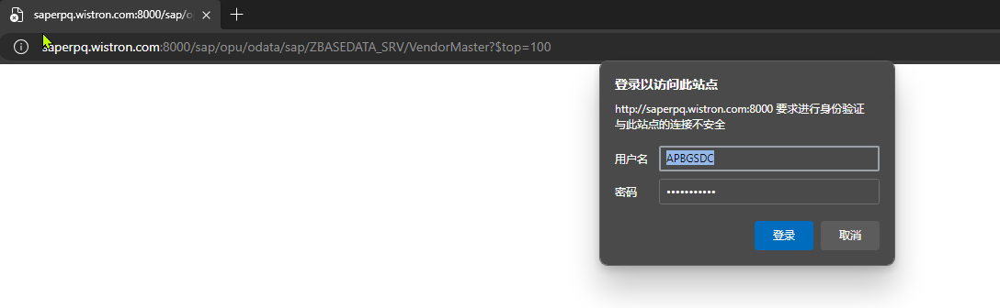 saperpq.wistron.com:8000/sap/o
saperpq.wistron.com:8000/sap/opu/odata/sap/ZBASEDATA_SRV/VendorMaster?$top=100
登录以访问此站点
http://saperpq.wistron.com:8000 要求进行身份验证
与此站点的连接不安全
用户名 APBGSDC
密码 •••••••••••
登录 取消